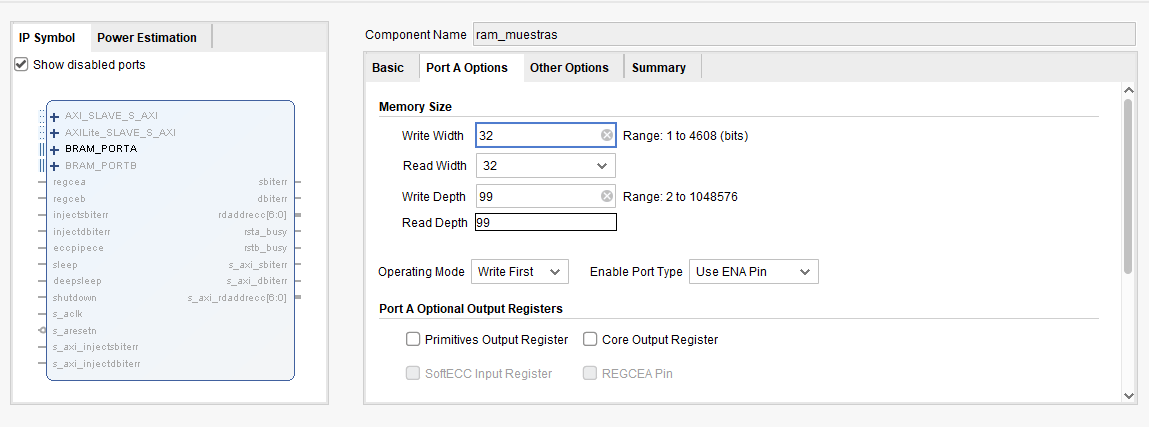 IP Symbol Power Estimation
Show disabled ports
AXI_SLAVE_S_AXI
AXILite_SLAVE_S_AXI
BRAM_PORTA
BRAM_PORTB
regcea sbiterr
regceb dbiterr
injectsbiterr rdaddrecc[6:0]
injectdbiterr rsta_busy
eccpipece rstb_busy
sleep s_axi_sbiterr
deepsleep s_axi_dbiterr
shutdown s_axi_rdaddrecc[6:0]
s_aclk
s_aresetn
s_axi_injectsbiterr
s_axi_injectdbiterr
Component Name ram_muestras
Basic Port A Options Other Options Summary
Memory Size
Write Width 32 Range: 1 to 4608 (bits)
Read Width 32
Write Depth 99 Range: 2 to 1048576
Read Depth 99
Operating Mode Write First Enable Port Type Use ENA Pin
Port A Optional Output Registers
Primitives Output Register Core Output Register
SoftECC Input Register REGCEA Pin